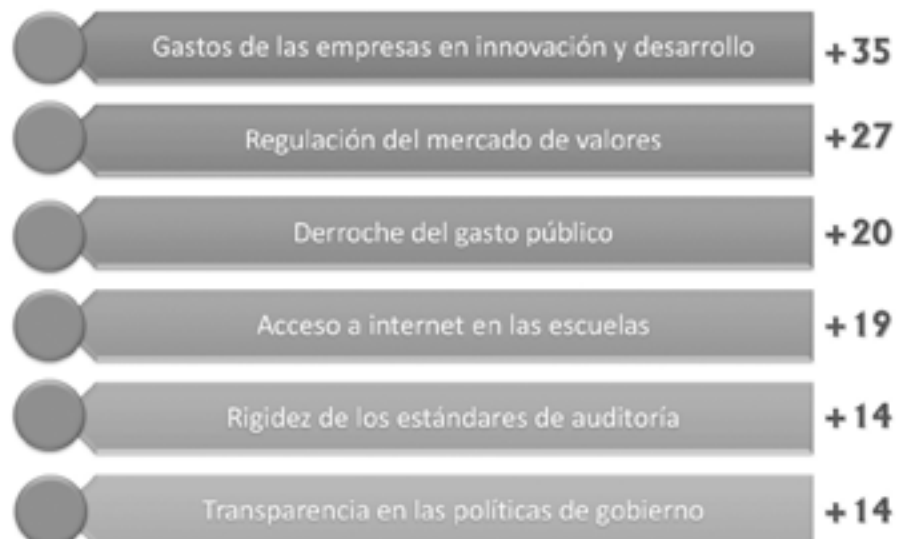 Gastos de las empresas en innovación y desarrollo +35
Regulación del mercado de valores +27
Derroche del gasto público +20
Acceso a internet en las escuelas +19
Rigidez de los estándares de auditoría +14
Transparencia en las políticas de gobierno +14